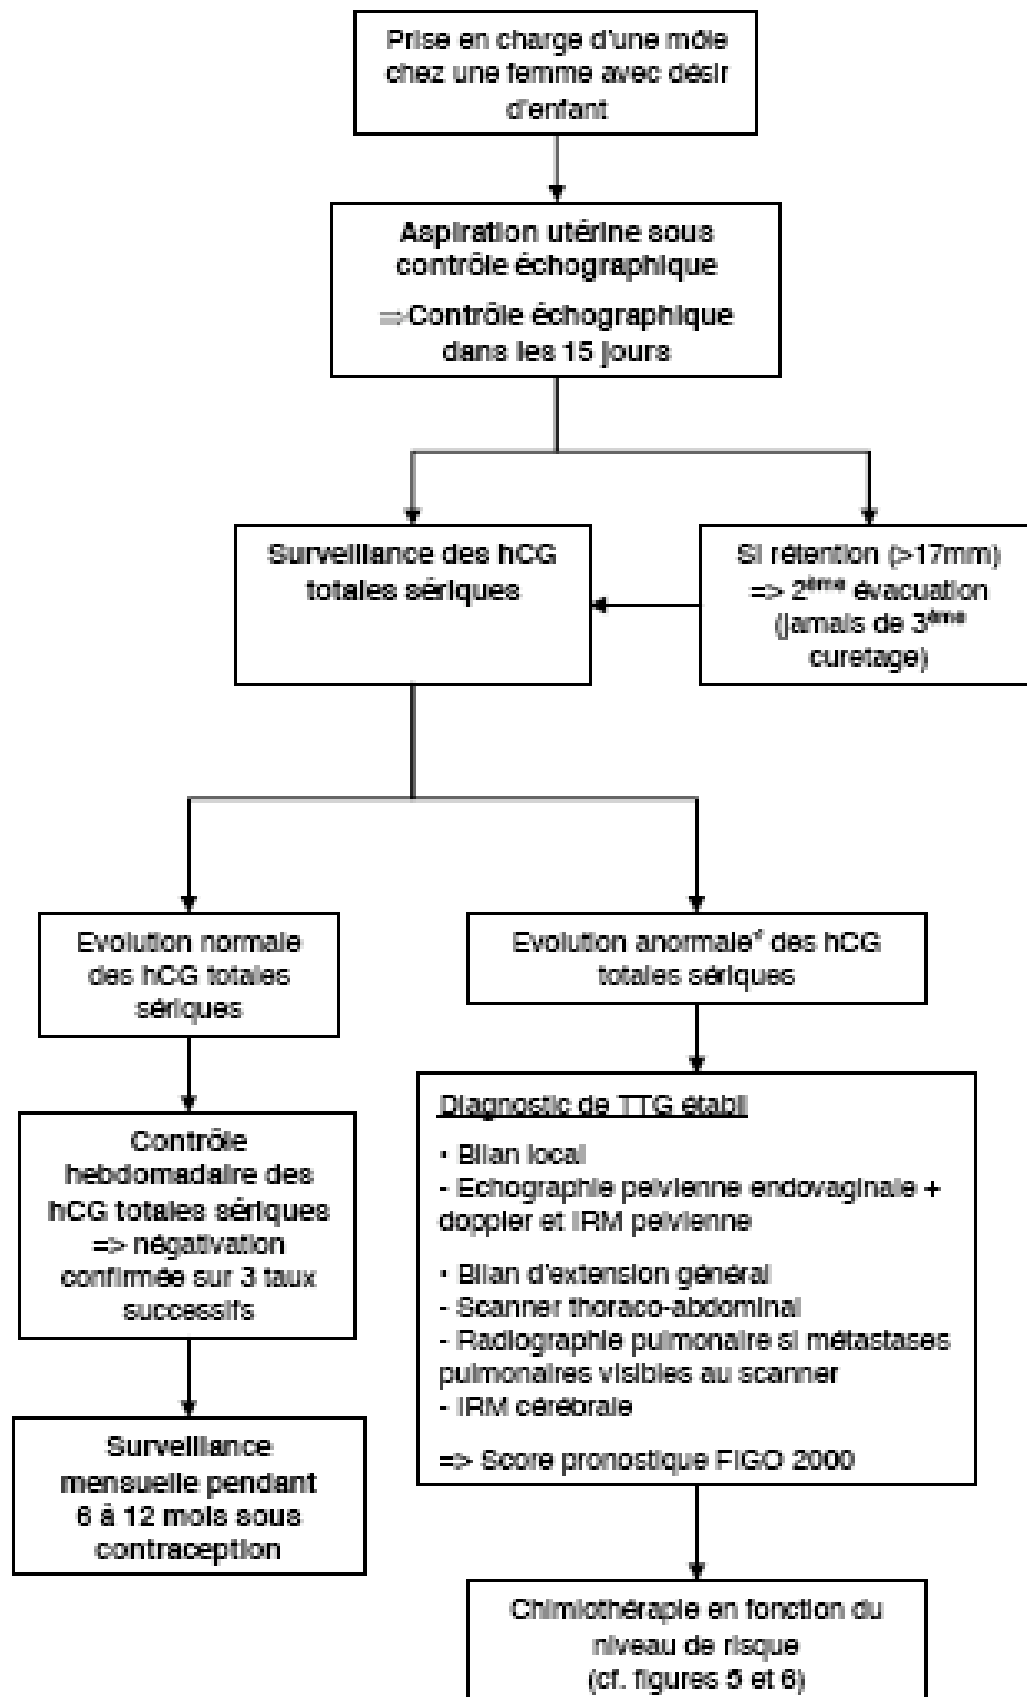 Prise en charge d'une môle
chez une femme avec désir
d'enfant
Aspiration utérine sous
contrôle échographique
⇒Contrôle échographique
dans les 15 jours
Surveillance des hCG
totales sériques
Si rétention (>17mm)
=> 2ème évacuation
(jamais de 3ème
curetage)
Evolution normale
des hCG totales
sériques
Evolution anormale des hCG
totales sériques
Contrôle
hebdomadaire des
hCG totales sériques
=> négativation
confirmée sur 3 taux
successifs
Diagnostic de TTG établi
• Bilan local
- Echographie pelvienne endovaginale +
doppler et IRM pelvienne
• Bilan d'extension général
- Scanner thoraco-abdominal
- Radiographie pulmonaire si métastases
pulmonaires visibles au scanner
- IRM cérébrale
=> Score pronostique FIGO 2000
Surveillance
mensuelle pendant
6 à 12 mois sous
contraception
Chimiothérapie en fonction du
niveau de risque
(cf. figures 5 et 6)